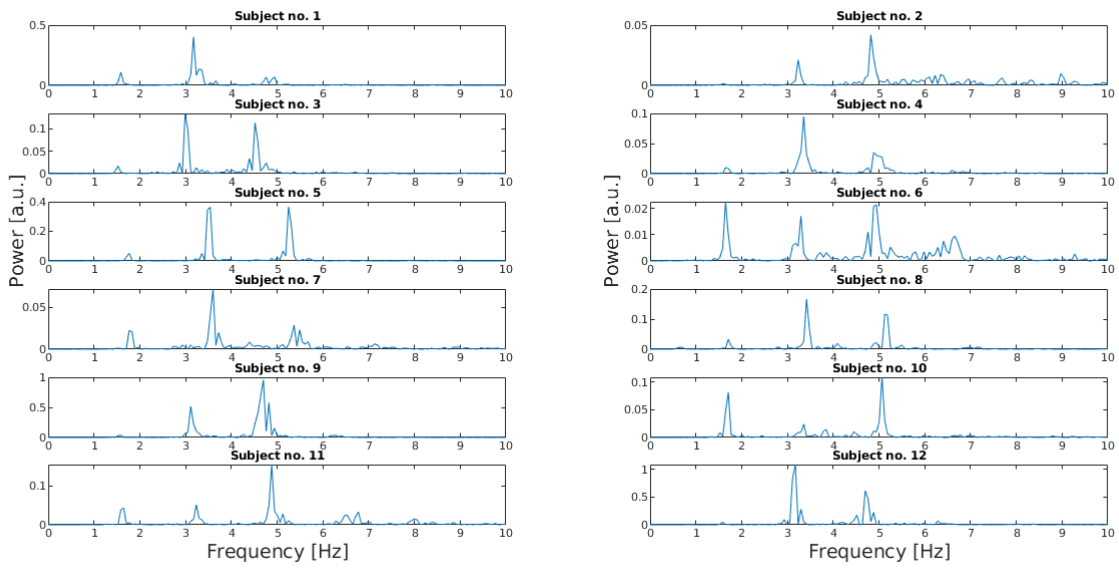 Subject no. 1
0.5
0
0 1 2 3 4 5 6 7 8 9 10
Subject no. 3
0.1
0.05
0
0 1 2 3 4 5 6 7 8 9 10
Subject no. 5
0.4
0.2
0
0 1 2 3 4 5 6 7 8 9 10
Subject no. 7
0.05
0
0 1 2 3 4 5 6 7 8 9 10
Subject no. 9
1
0.5
0
0 1 2 3 4 5 6 7 8 9 10
Subject no. 11
0.1
0
0 1 2 3 4 5 6 7 8 9 10
Power [a.u.]
Frequency [Hz]
Subject no. 2
0.05
0
0 1 2 3 4 5 6 7 8 9 10
Subject no. 4
0.1
0.05
0
0 1 2 3 4 5 6 7 8 9 10
Subject no. 6
0.02
0.01
0
0 1 2 3 4 5 6 7 8 9 10
Subject no. 8
0.2
0.1
0
0 1 2 3 4 5 6 7 8 9 10
Subject no. 10
0.1
0.05
0
0 1 2 3 4 5 6 7 8 9 10
Subject no. 12
1
0.5
0
0 1 2 3 4 5 6 7 8 9 10
Power [a.u.]
Frequency [Hz]